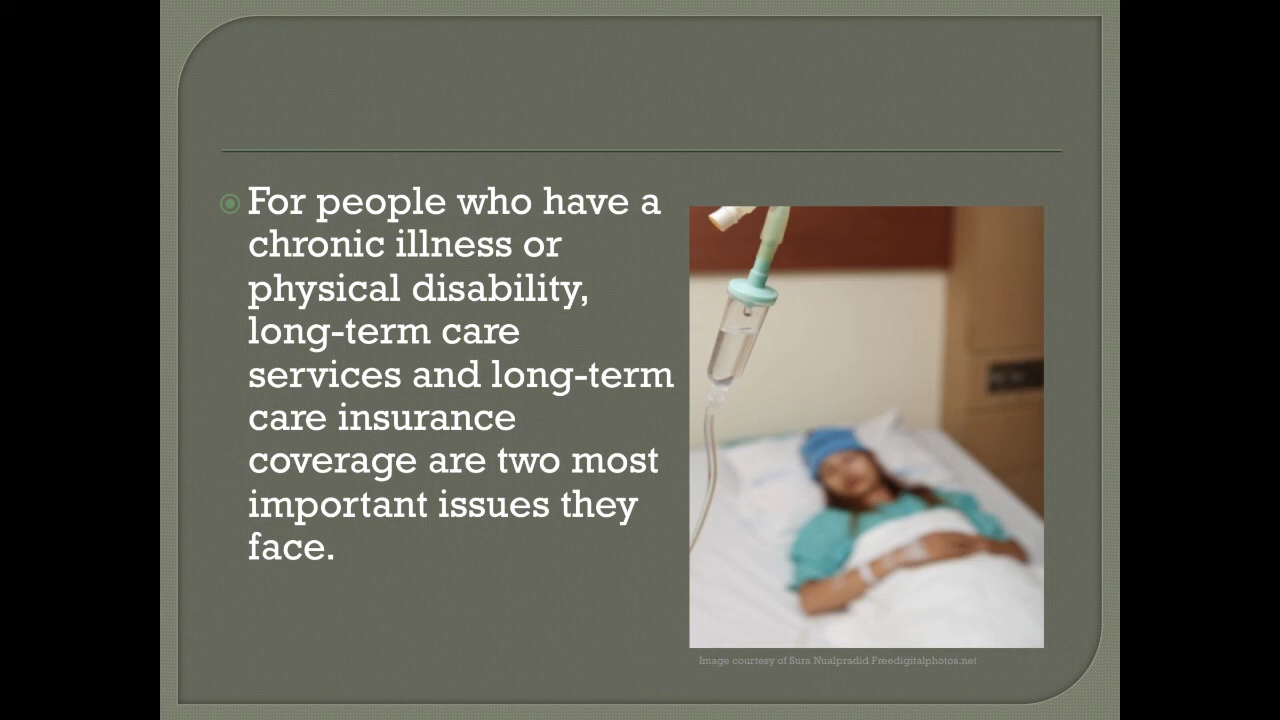 For people who have a
chronic illness or
physical disability,
long-term care
services and long-term
care insurance
coverage are two most
important issues they
face.
Image courtesy of Sura Nualpradid Freedigitalphotos.net